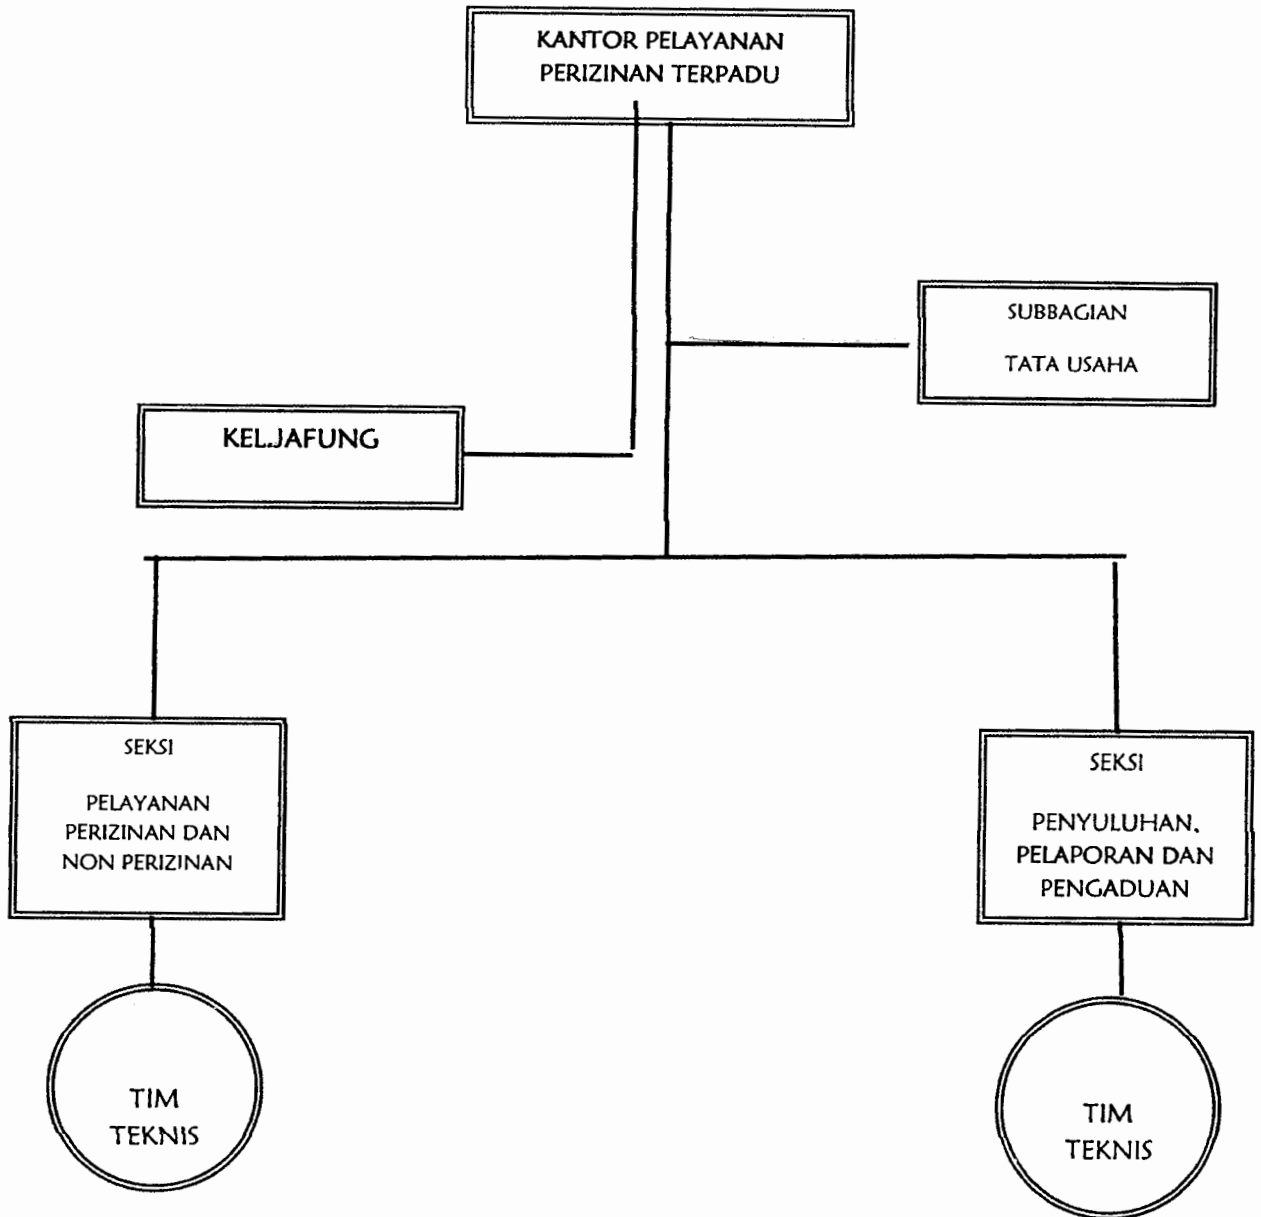 KANTOR PELAYANAN
PERIZINAN TERPADU
SUBBAGIAN
TATA USAHA
KEL.JAFUNG
SEKSI
PELAYANAN
PERIZINAN DAN
NON PERIZINAN
SEKSI
PENYULUHAN,
PELAPORAN DAN
PENGADUAN
TIM
TEKNIS
TIM
TEKNIS